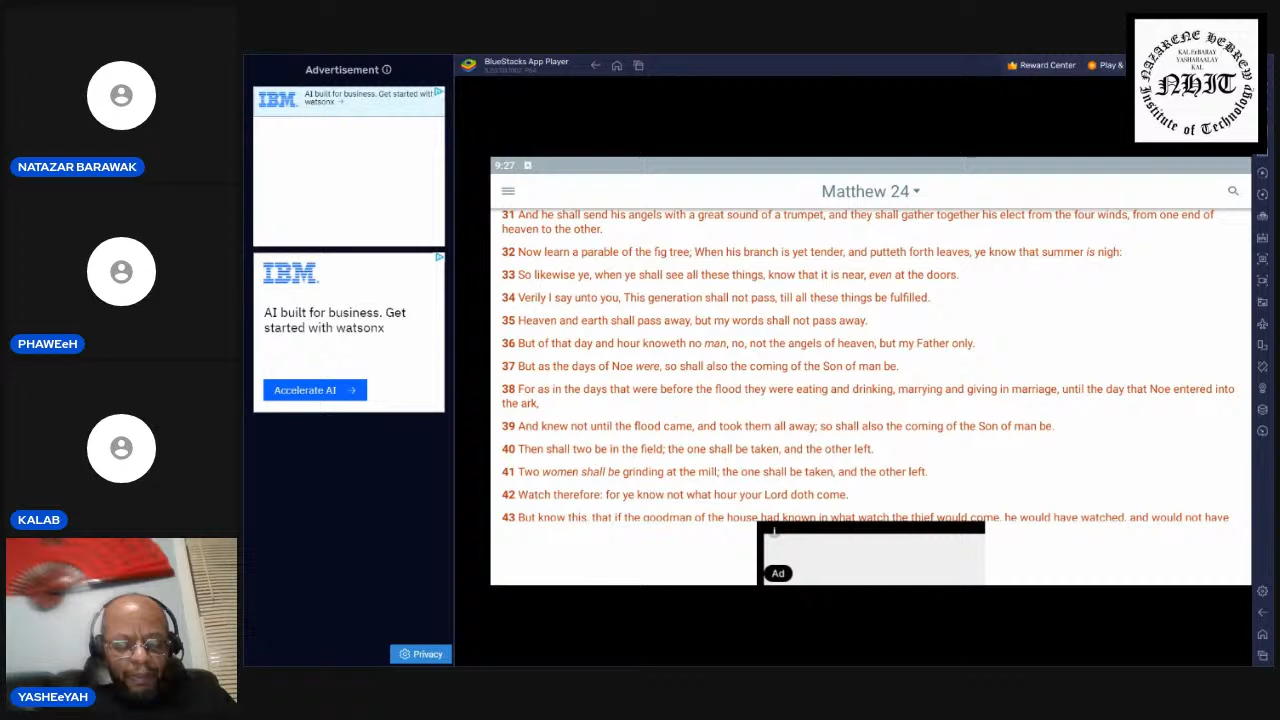 NATAZAR BARAWAK
PHAWEeH
KALAB
YASHEeYAH
Advertisement
IBM.
AI built for business. Get started with
watsonx →
IBM.
AI built for business. Get
started with watsonx
Accelerate AI →
Privacy
BlueStacks App Player
Reward Center
Play &
NAZARENE HEBREW
KAL EeBARAY
YASHARAALAY
KAL
NHIT
Institute of Technology
9:27
Matthew 24
31 And he shall send his angels with a great sound of a trumpet, and they shall gather together his elect from the four winds, from one end of
heaven to the other.
32 Now learn a parable of the fig tree; When his branch is yet tender, and putteth forth leaves, ye know that summer is nigh:
33 So likewise ye, when ye shall see all these things, know that it is near, even at the doors.
34 Verily I say unto you, This generation shall not pass, till all these things be fulfilled.
35 Heaven and earth shall pass away, but my words shall not pass away.
36 But of that day and hour knoweth no man, no, not the angels of heaven, but my Father only.
37 But as the days of Noe were, so shall also the coming of the Son of man be.
38 For as in the days that were before the flood they were eating and drinking, marrying and giving in marriage, until the day that Noe entered into
the ark,
39 And knew not until the flood came, and took them all away; so shall also the coming of the Son of man be.
40 Then shall two be in the field; the one shall be taken, and the other left.
41 Two women shall be grinding at the mill; the one shall be taken, and the other left.
42 Watch therefore: for ye know not what hour your Lord doth come.
43 But know this, that if the goodman of the house had known in what watch the thief would come, he would have watched, and would not have
Ad